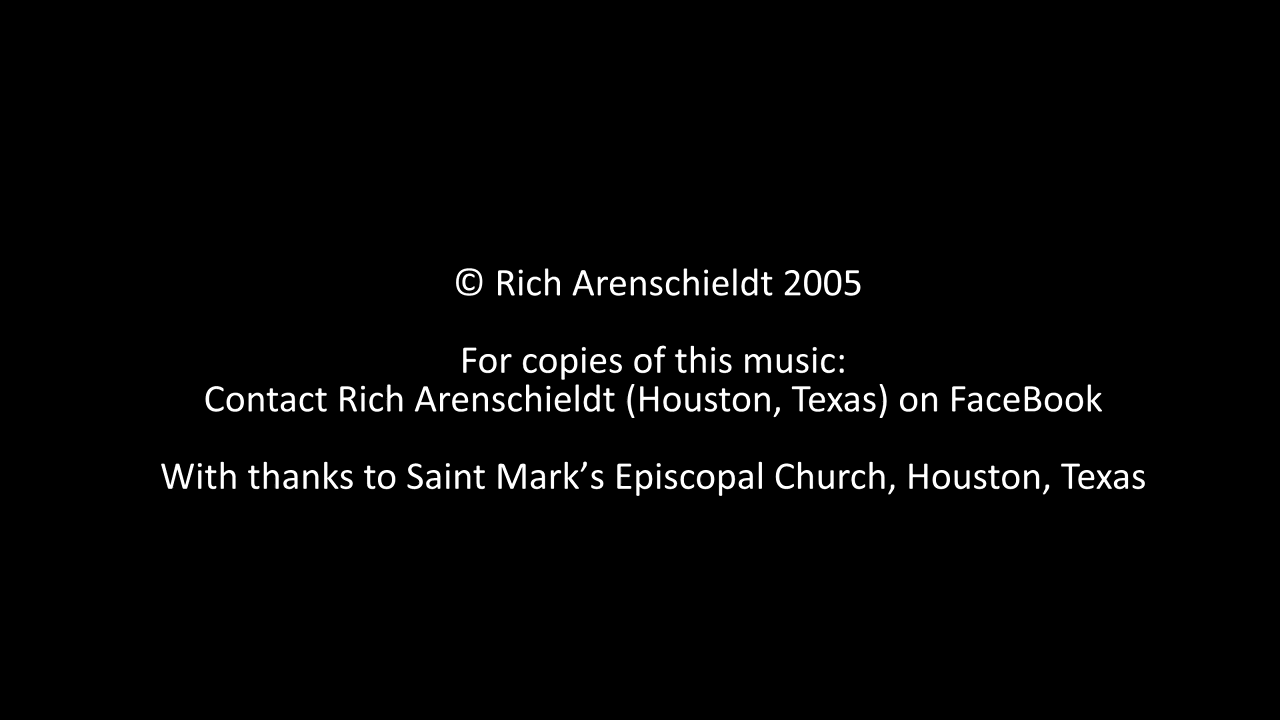 © Rich Arenschieldt 2005
For copies of this music:
Contact Rich Arenschieldt (Houston, Texas) on FaceBook
With thanks to Saint Mark’s Episcopal Church, Houston, Texas